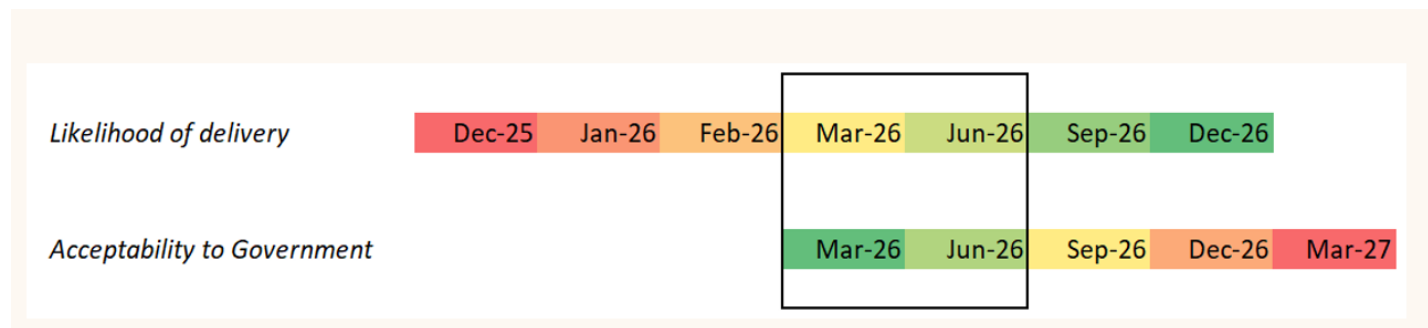 Likelihood of delivery Dec-25 Jan-26 Feb-26 Mar-26 Jun-26 Sep-26 Dec-26
Acceptability to Government Mar-26 Jun-26 Sep-26 Dec-26 Mar-27